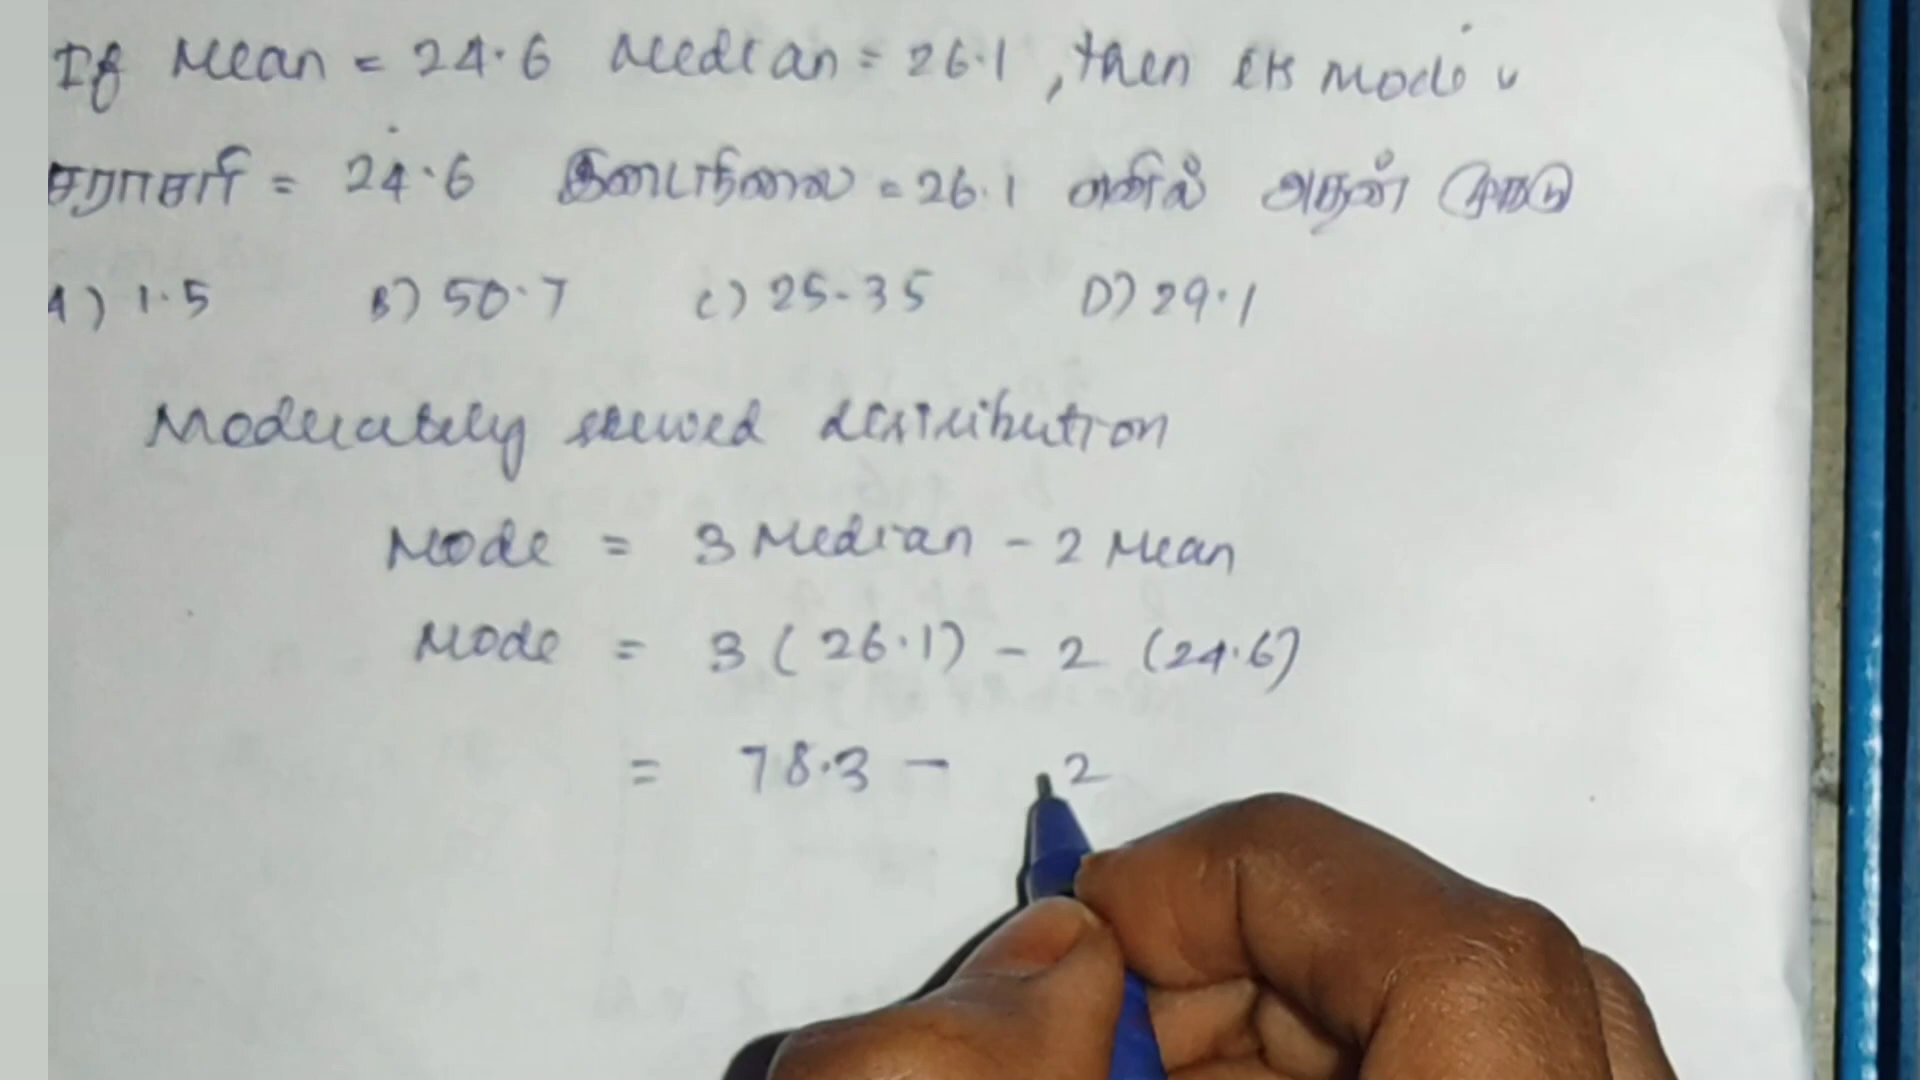 If Mean = 24.6 Median = 26.1, then its mode is
சராசரி = 24.6 இடைநிலை = 26.1 எனில் அதன் முகடு
A) 1.5 B) 50.7 C) 25.35 D) 29.1
Moderately skewed distribution
Mode = 3 Median - 2 Mean
Mode = 3 (26.1) - 2 (24.6)
= 78.3 - 2